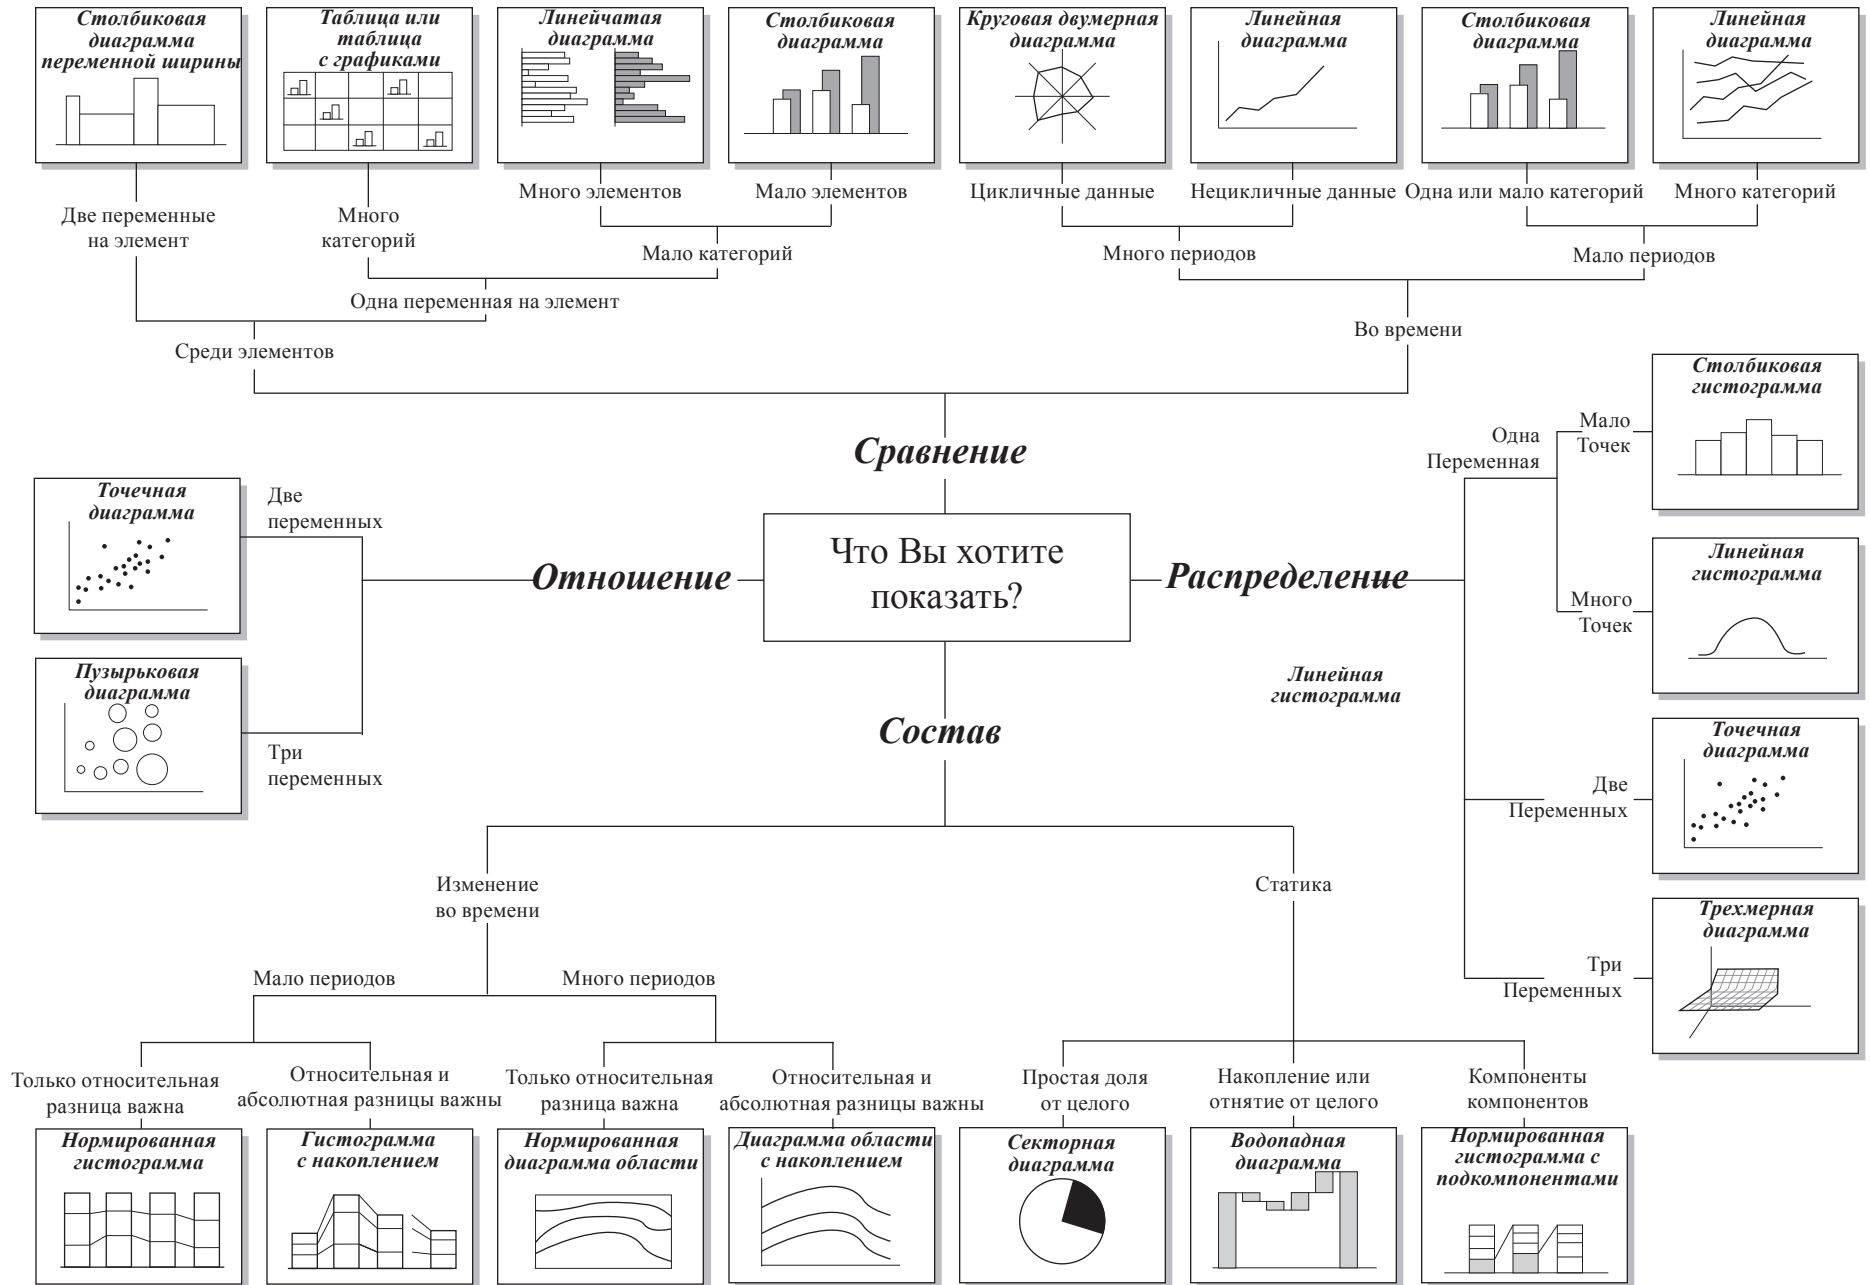 Столбиковая
диаграмма
переменной ширины
Таблица или
таблица
с графиками
Линейчатая
диаграмма
Столбиковая
диаграмма
Круговая двумерная
диаграмма
Линейная
диаграмма
Столбиковая
диаграмма
Линейная
диаграмма
Две переменные
на элемент
Много
категорий
Много элементов
Мало элементов
Цикличные данные
Нецикличные данные
Одна или мало категорий
Много категорий
Мало категорий
Много периодов
Мало периодов
Одна переменная на элемент
Во времени
Среди элементов
Сравнение
Что Вы хотите
показать?
Отношение
Две
переменных
Точечная
диаграмма
Три
переменных
Пузырьковая
диаграмма
Распределение
Одна
Переменная
Мало
Точек
Столбиковая
гистограмма
Много
Точек
Линейная
гистограмма
Линейная
гистограмма
Две
Переменных
Точечная
диаграмма
Три
Переменных
Трехмерная
диаграмма
Состав
Изменение
во времени
Статика
Мало периодов
Много периодов
Только относительная
разница важна
Относительная и
абсолютная разницы важны
Только относительная
разница важна
Относительная и
абсолютная разницы важны
Простая доля
от целого
Накопление или
отнятие от целого
Компоненты
компонентов
Нормированная
гистограмма
Гистограмма
с накоплением
Нормированная
диаграмма области
Диаграмма области
с накоплением
Секторная
диаграмма
Водопадная
диаграмма
Нормированная
гистограмма с
подкомпонентами